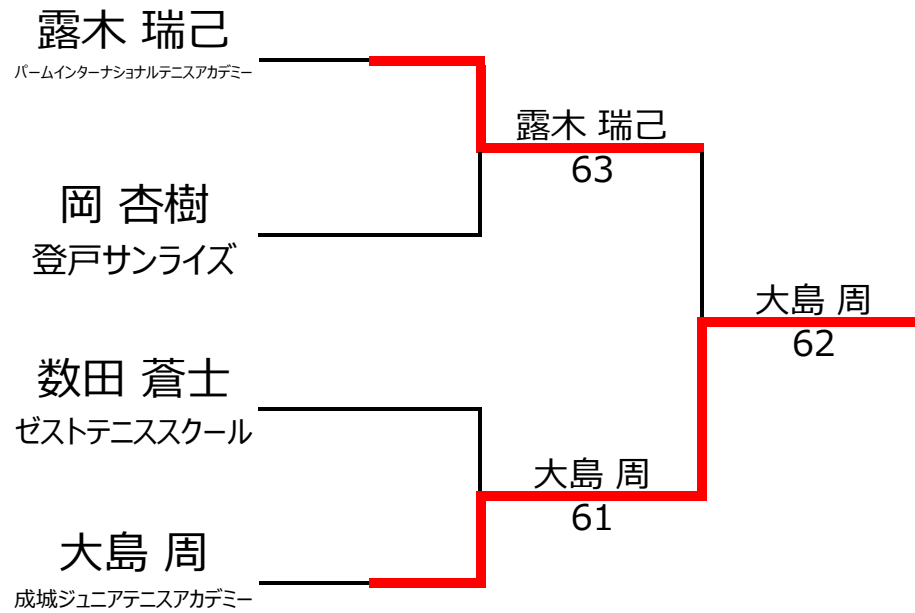 露木 瑞己
パームインターナショナルテニスアカデミー
露木 瑞己
63
岡 杏樹
登戸サンライズ
大島 周
62
数田 蒼士
ゼストテニススクール
大島 周
61
大島 周
成城ジュニアテニスアカデミー